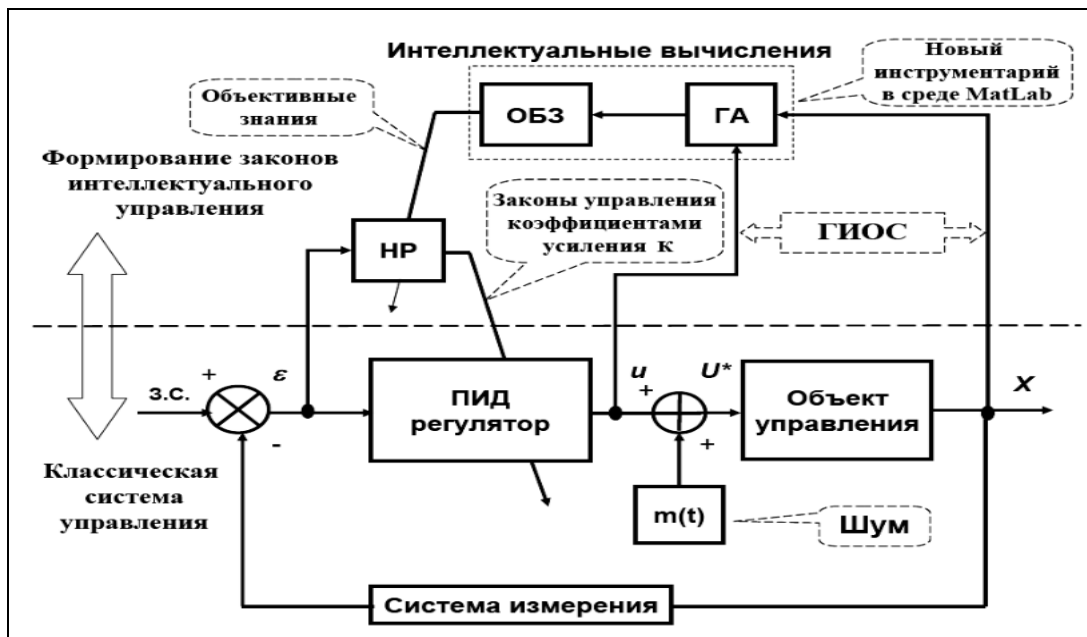 Интеллектуальные вычисления
Новый
инструментарий
в среде MatLab
Объективные
знания
ОБЗ
ГА
Формирование законов
интеллектуального
управления
Законы управления
коэффициентами
усиления К
ГИОС
НР
+
ε
З.С.
-
ПИД
регулятор
u
+
U*
+
Объект
управления
X
Классическая
система
управления
m(t)
Шум
Система измерения